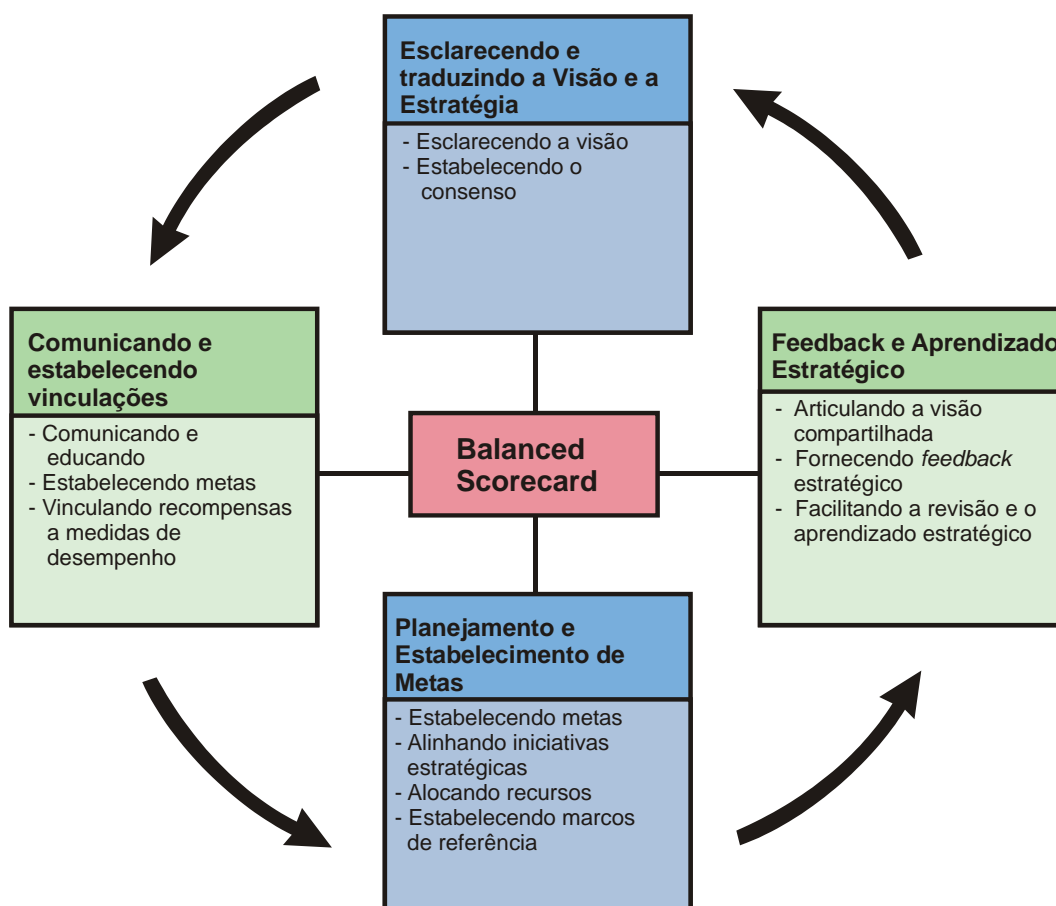 Esclarecendo e
traduzindo a Visão e a
Estratégia
- Esclarecendo a visão
- Estabelecendo o
consenso
Comunicando e
estabelecendo
vinculações
- Comunicando e
educando
- Estabelecendo metas
- Vinculando recompensas
a medidas de
desempenho
Balanced
Scorecard
Feedback e Aprendizado
Estratégico
- Articulando a visão
compartilhada
- Fornecendo feedback
estratégico
- Facilitando a revisão e o
aprendizado estratégico
Planejamento e
Estabelecimento de
Metas
- Estabelecendo metas
- Alinhando iniciativas
estratégicas
- Alocando recursos
- Estabelecendo marcos
de referência